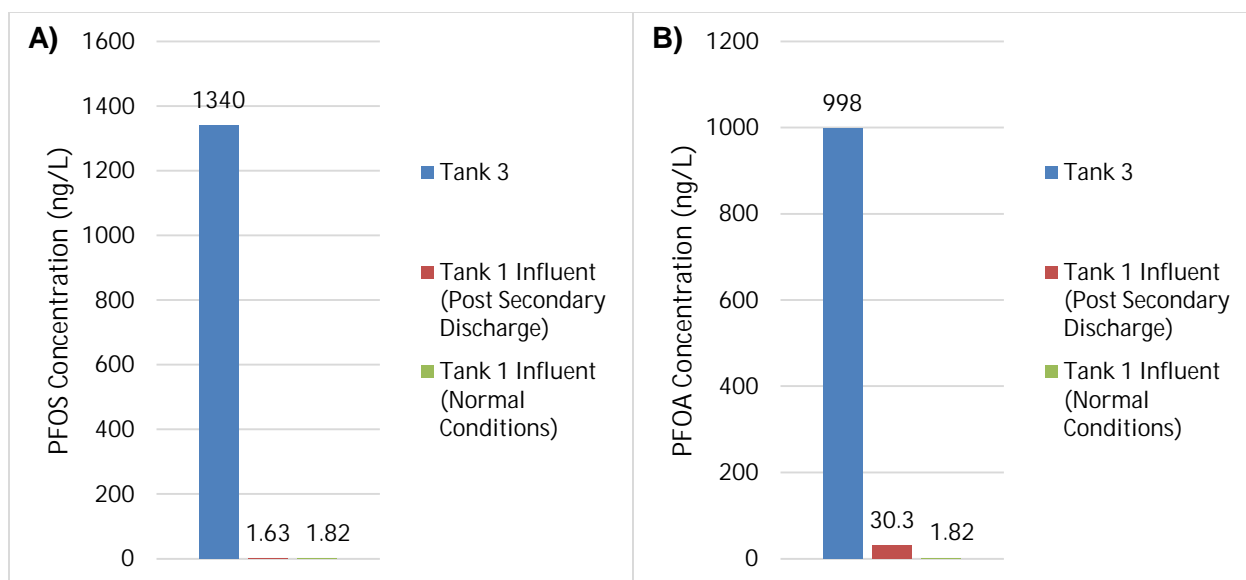 A)
PFOS Concentration (ng/L)
1600
1400
1200
1000
800
600
400
200
0
1340
1.63
1.82
Tank 3
Tank 1 Influent
(Post Secondary
Discharge)
Tank 1 Influent
(Normal
Conditions)
B)
PFOA Concentration (ng/L)
1200
1000
800
600
400
200
0
998
30.3
1.82
Tank 3
Tank 1 Influent
(Post Secondary
Discharge)
Tank 1 Influent
(Normal
Conditions)